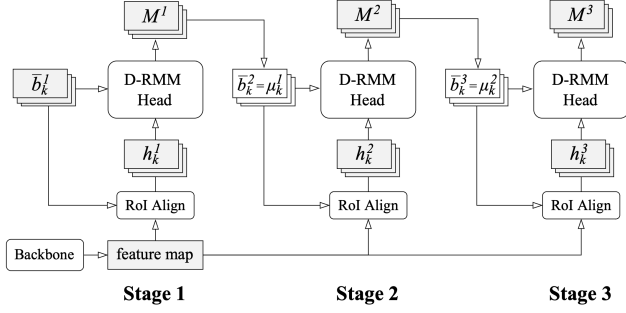 M¹ M² M³
b̄ₖ¹ D-RMM Head b̄ₖ² = μₖ¹ D-RMM Head b̄ₖ³ = μₖ² D-RMM Head
hₖ¹ hₖ² hₖ³
RoI Align RoI Align RoI Align
Backbone feature map
Stage 1 Stage 2 Stage 3